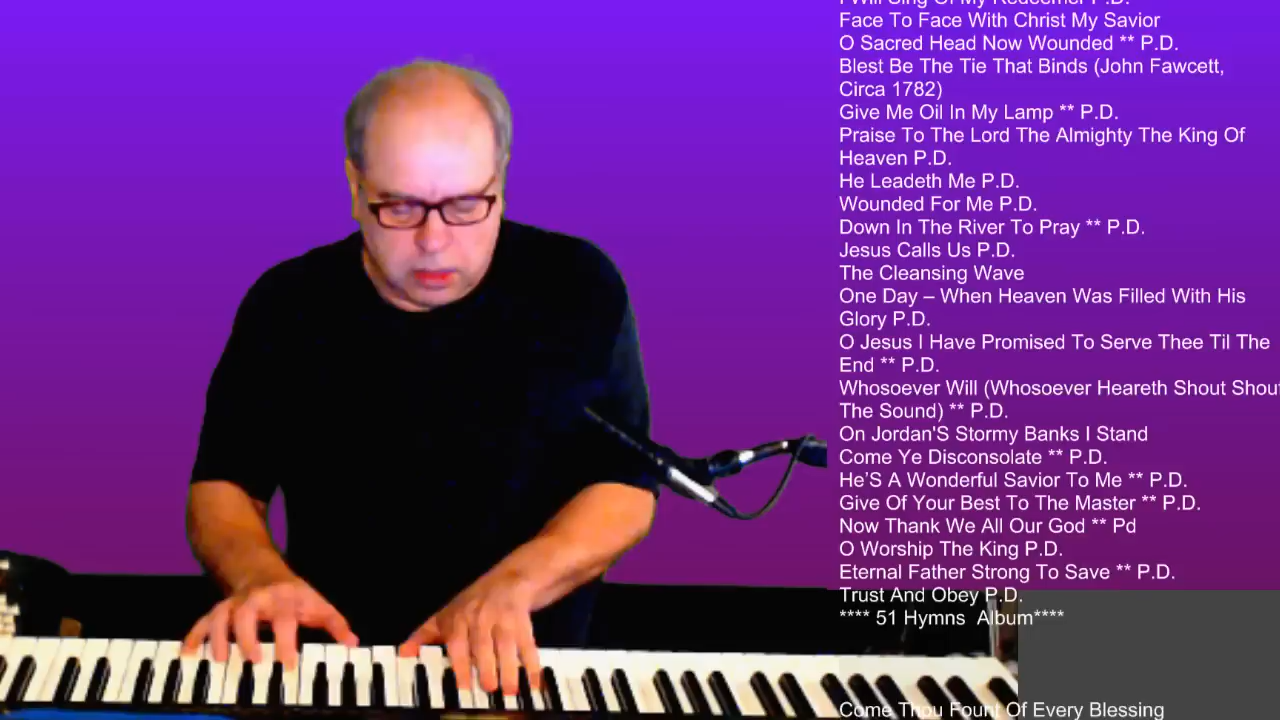 I Will Sing Of My Redeemer P.D.
Face To Face With Christ My Savior
O Sacred Head Now Wounded ** P.D.
Blest Be The Tie That Binds (John Fawcett,
Circa 1782)
Give Me Oil In My Lamp ** P.D.
Praise To The Lord The Almighty The King Of
Heaven P.D.
He Leadeth Me P.D.
Wounded For Me P.D.
Down In The River To Pray ** P.D.
Jesus Calls Us P.D.
The Cleansing Wave
One Day – When Heaven Was Filled With His
Glory P.D.
O Jesus I Have Promised To Serve Thee Til The
End ** P.D.
Whosoever Will (Whosoever Heareth Shout Shout
The Sound) ** P.D.
On Jordan'S Stormy Banks I Stand
Come Ye Disconsolate ** P.D.
He’S A Wonderful Savior To Me ** P.D.
Give Of Your Best To The Master ** P.D.
Now Thank We All Our God ** Pd
O Worship The King P.D.
Eternal Father Strong To Save ** P.D.
Trust And Obey P.D.
**** 51 Hymns  Album****
Come Thou Fount Of Every Blessing